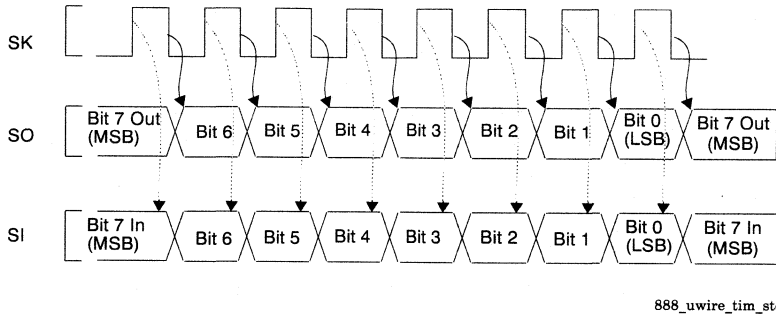 SK
SO
Bit 7 Out
(MSB)
Bit 6
Bit 5
Bit 4
Bit 3
Bit 2
Bit 1
Bit 0
(LSB)
Bit 7 Out
(MSB)
SI
Bit 7 In
(MSB)
Bit 6
Bit 5
Bit 4
Bit 3
Bit 2
Bit 1
Bit 0
(LSB)
Bit 7 In
(MSB)
888_uwire_tim_st